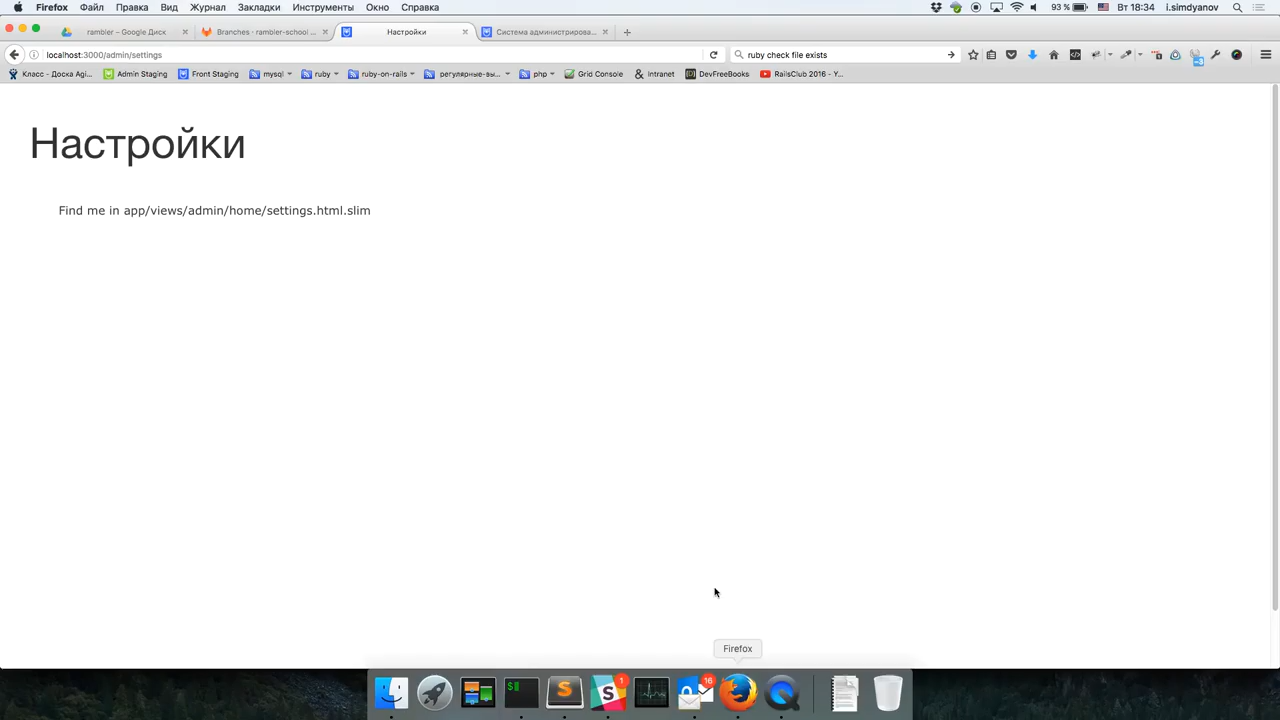 Firefox Файл Правка Вид Журнал Закладки Инструменты Окно Справка 93 % Вт 18:34 i.simdyanov
rambler – Google Диск Branches · rambler-school ... Настройки Система администрирова...
localhost:3000/admin/settings ruby check file exists
Класс - Доска Agi... Admin Staging Front Staging mysql ruby ruby-on-rails регулярные-вы... php Grid Console Intranet DevFreeBooks RailsClub 2016 - Y...
Настройки
Find me in app/views/admin/home/settings.html.slim
Firefox
1
16